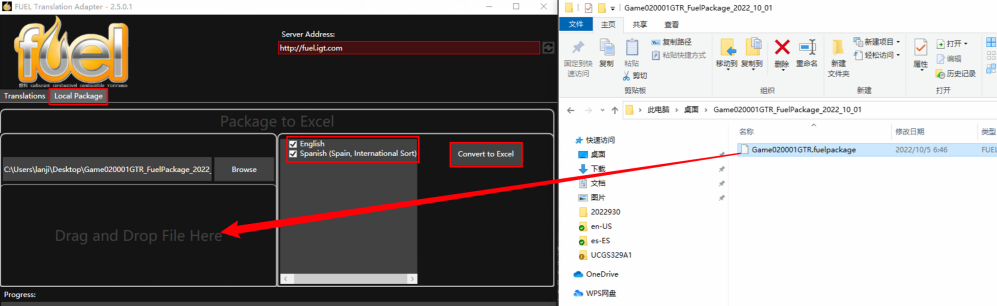 FUEL Translation Adapter - 2.5.0.1
fuel
Server Address:
http://fuel.igt.com
Translations
Local Package
Package to Excel
C:\Users\lanji\Desktop\Game020001GTR_FuelPackage_2022_
Browse
English
Spanish (Spain, International Sort)
Convert to Excel
Drag and Drop File Here
Progress:
Game020001GTR_FuelPackage_2022_10_01
文件
主页
共享
查看
固定到快
速访问
复制
粘贴
复制路径
粘贴快捷方式
剪切
剪贴板
移动到
复制到
删除
重命名
组织
新建
文件夹
新建项目
轻松访问
新建
属性
打开
编辑
历史记录
打开
此电脑
桌面
Game020001GTR_FuelPackage_2022_10_01
名称
修改日期
类型
Game020001GTR.fuelpackage
2022/10/5 6:46
FUEL
快速访问
桌面
下载
文档
图片
2022930
en-US
es-ES
UCGS329A1
OneDrive
WPS网盘